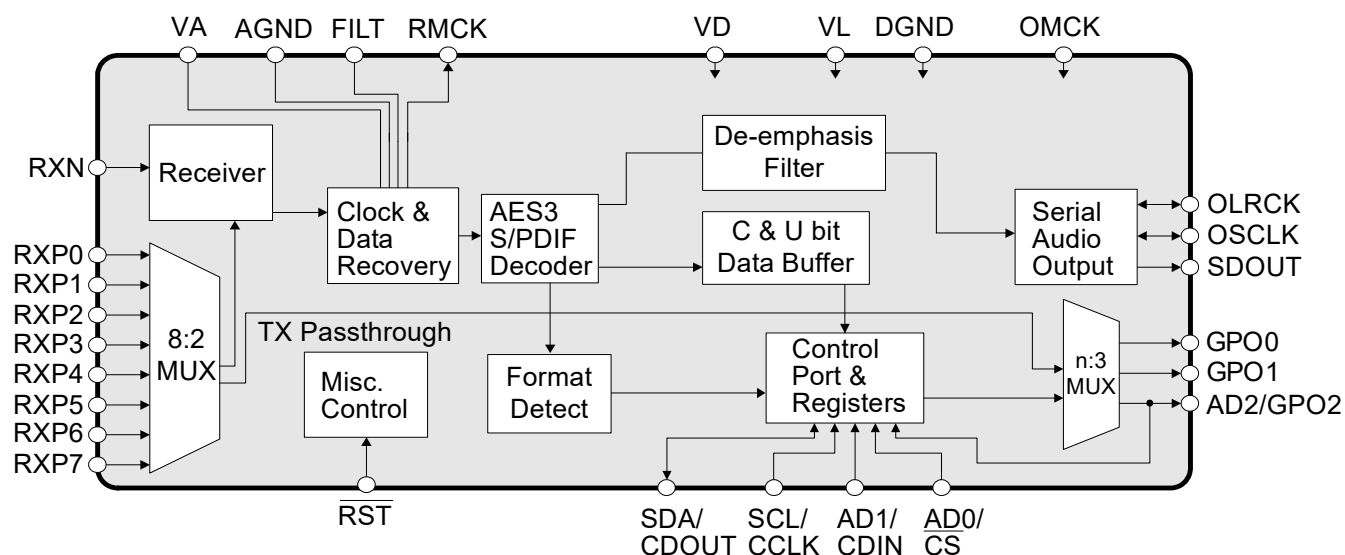 VA AGND FILT RMCK VD VL DGND OMCK
RXN
Receiver
De-emphasis
Filter
Clock &
Data
Recovery
AES3
S/PDIF
Decoder
C & U bit
Data Buffer
Serial
Audio
Output
OLRCK
OSCLK
SDOUT
RXP0
RXP1
RXP2
RXP3
RXP4
RXP5
RXP6
RXP7
8:2
MUX
TX Passthrough
Misc.
Control
Format
Detect
Control
Port &
Registers
n:3
MUX
GPO0
GPO1
AD2/GPO2
RST
SDA/
CDOUT
SCL/
CCLK
AD1/
CDIN
AD0/
CS